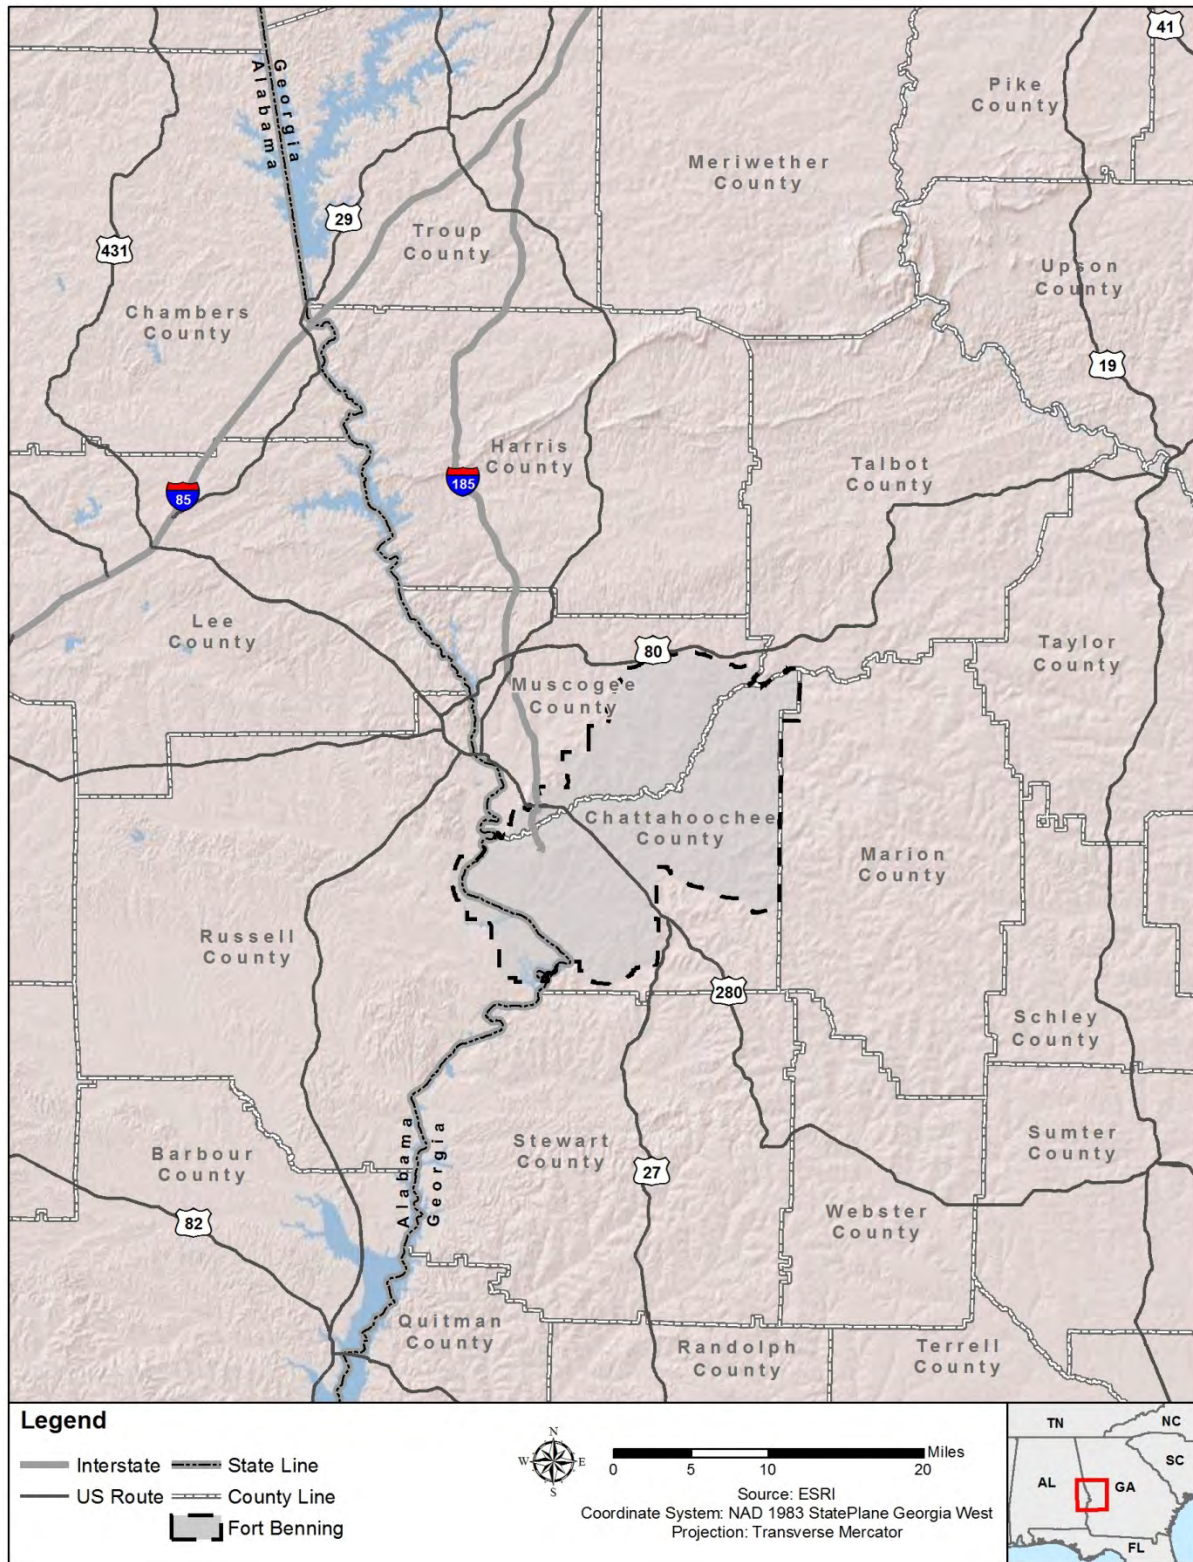 41
Georgia
Alabama
Pike
County
Meriwether
County
29
Troup
County
431
Upson
County
Chambers
County
19
Harris
County
Talbot
County
185
85
Lee
County
80
Taylor
County
Muscogee
County
Chattahoochee
County
Marion
County
Russell
County
280
Schley
County
Alabama
Georgia
Stewart
County
Sumter
County
Barbour
County
27
82
Webster
County
Quitman
County
Randolph
County
Terrell
County
Legend
Interstate
State Line
US Route
County Line
Fort Benning
N
W
E
S
Miles
0 5 10 20
Source: ESRI
Coordinate System: NAD 1983 StatePlane Georgia West
Projection: Transverse Mercator
TN
NC
SC
AL
GA
FL